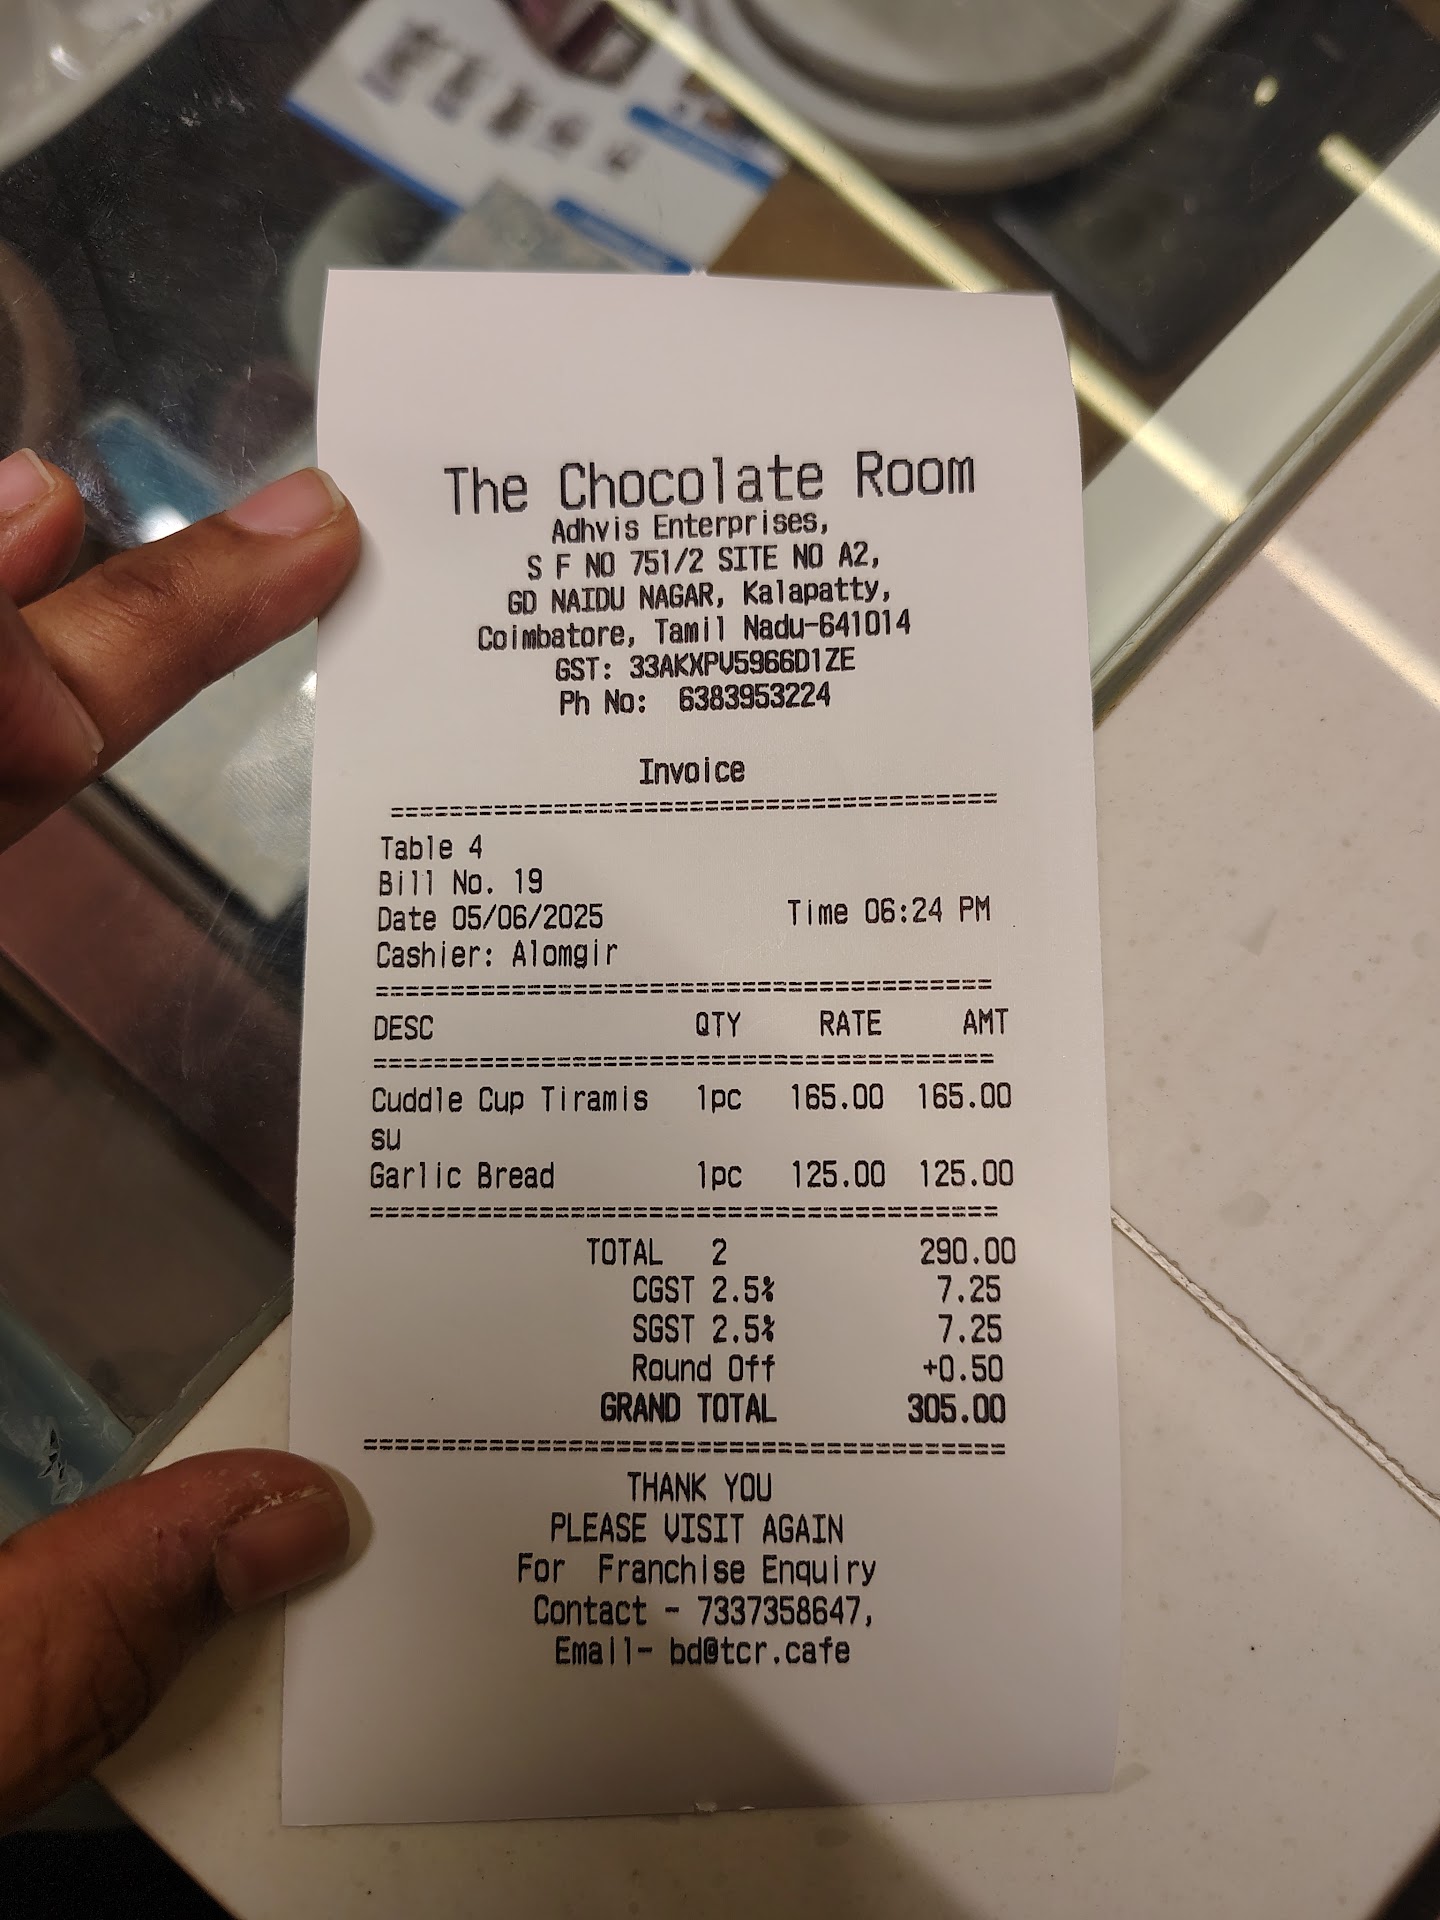 The Chocolate Room
Adhvis Enterprises,
S F NO 751/2 SITE NO A2,
GD NAIDU NAGAR, Kalapatty,
Coimbatore, Tamil Nadu-641014
GST: 33AKXPV5966D1ZE
Ph No: 6383953224
Invoice
========================================
Table 4
Bill No. 19
Date 05/06/2025 Time 06:24 PM
Cashier: Alomgir
========================================
DESC QTY RATE AMT
========================================
Cuddle Cup Tiramis 1pc 165.00 165.00
su
Garlic Bread 1pc 125.00 125.00
========================================
TOTAL 2 290.00
CGST 2.5% 7.25
SGST 2.5% 7.25
Round Off +0.50
GRAND TOTAL 305.00
========================================
THANK YOU
PLEASE VISIT AGAIN
For Franchise Enquiry
Contact - 7337358647,
Email- bd@tcr.cafe